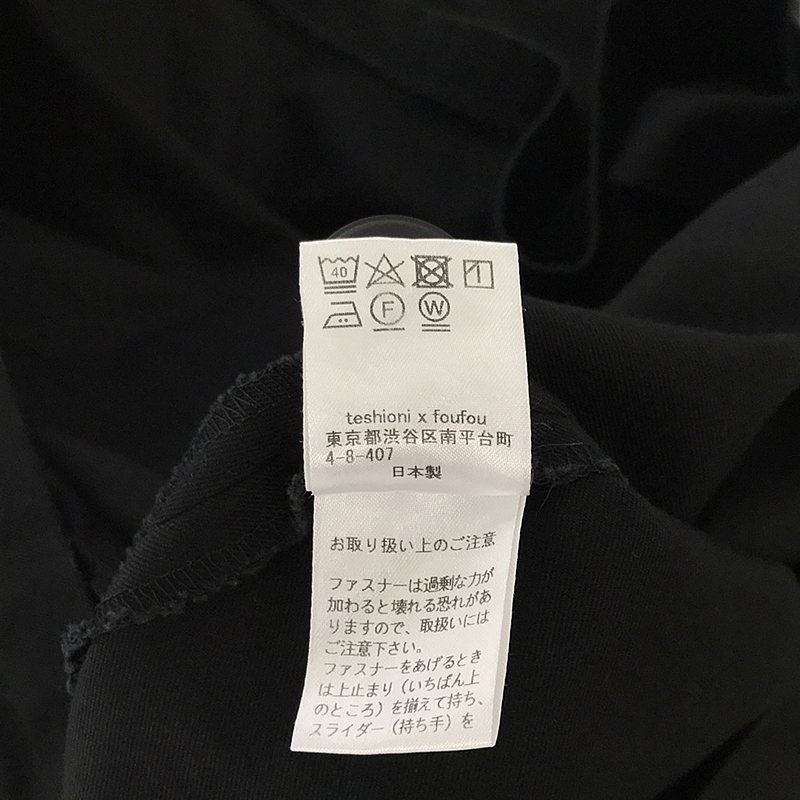 40
F W
teshioni x foufou
東京都渋谷区南平台町
4-8-407
日本製
お取り扱い上のご注意
ファスナーは過剰な力が
加わると壊れる恐れがあ
りますので、取扱いには
ご注意下さい。
ファスナーをあげるとき
は上止まり（いちばん上
のところ）を揃えて持ち、
スライダー（持ち手）を